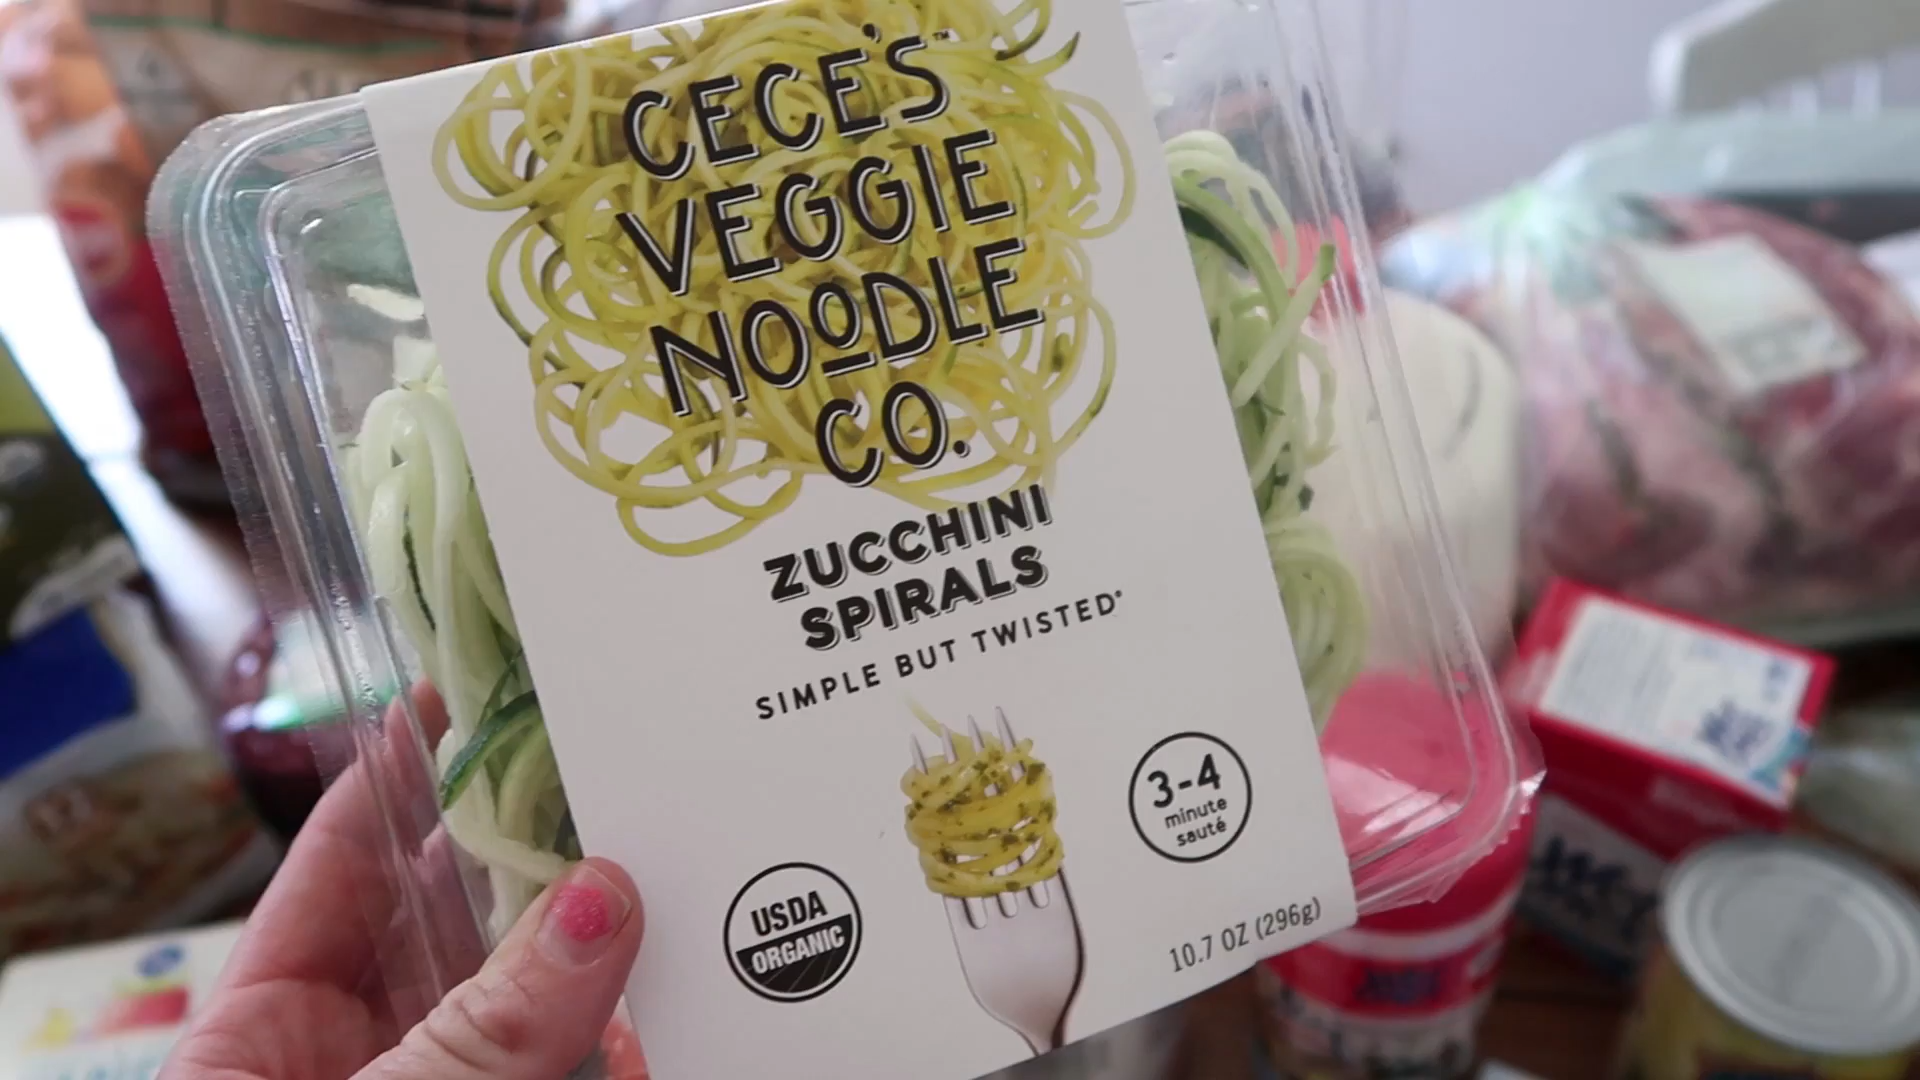 CECE'S™
VEGGIE
NOODLE
CO.
ZUCCHINI
SPIRALS
SIMPLE BUT TWISTED®
3-4
minute
sauté
USDA
ORGANIC
10.7 OZ (296g)